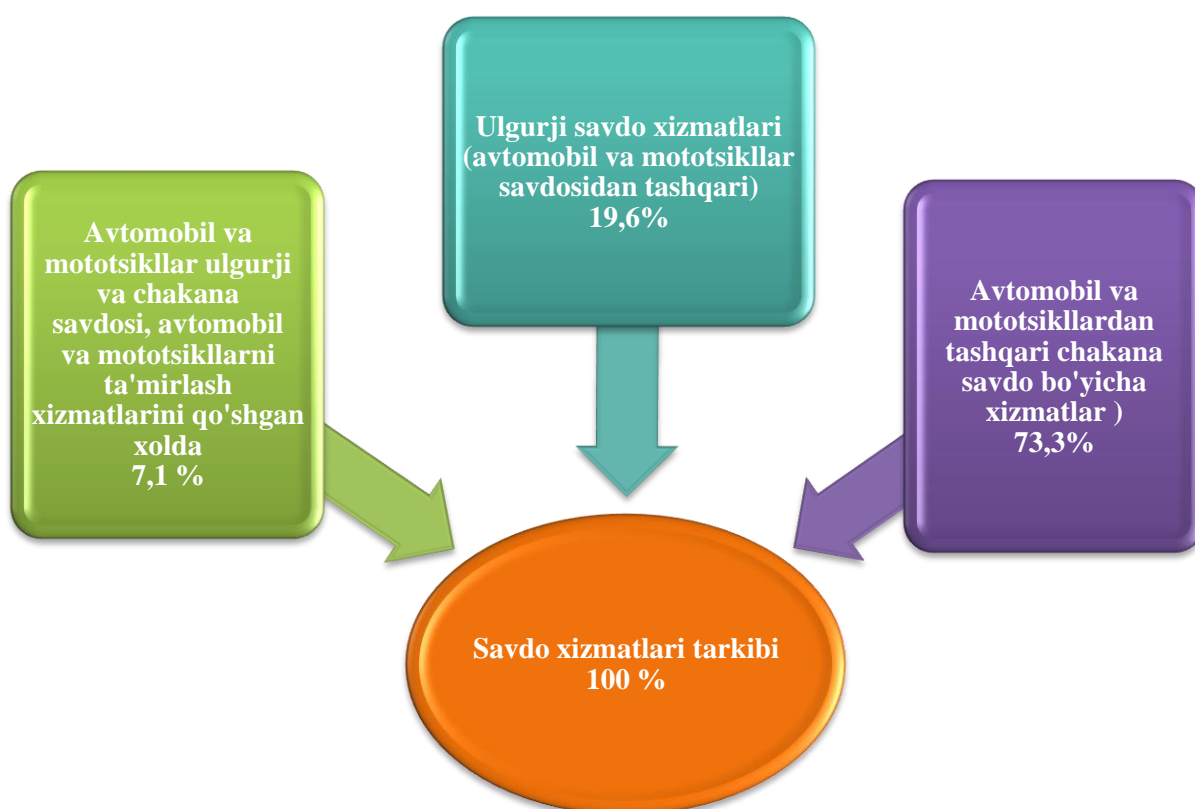 Ulgurji savdo xizmatlari
(avtomobil va mototsikllar
savdosidan tashqari)
19,6%
Avtomobil va
mototsikllar ulgurji
va chakana
savdosi, avtomobil
va mototsikllarni
ta'mirlash
xizmatlarini qo'shgan
xolda
7,1 %
Avtomobil va
mototsikllardan
tashqari chakana
savdo bo'yicha
xizmatlar )
73,3%
Savdo xizmatlari tarkibi
100 %